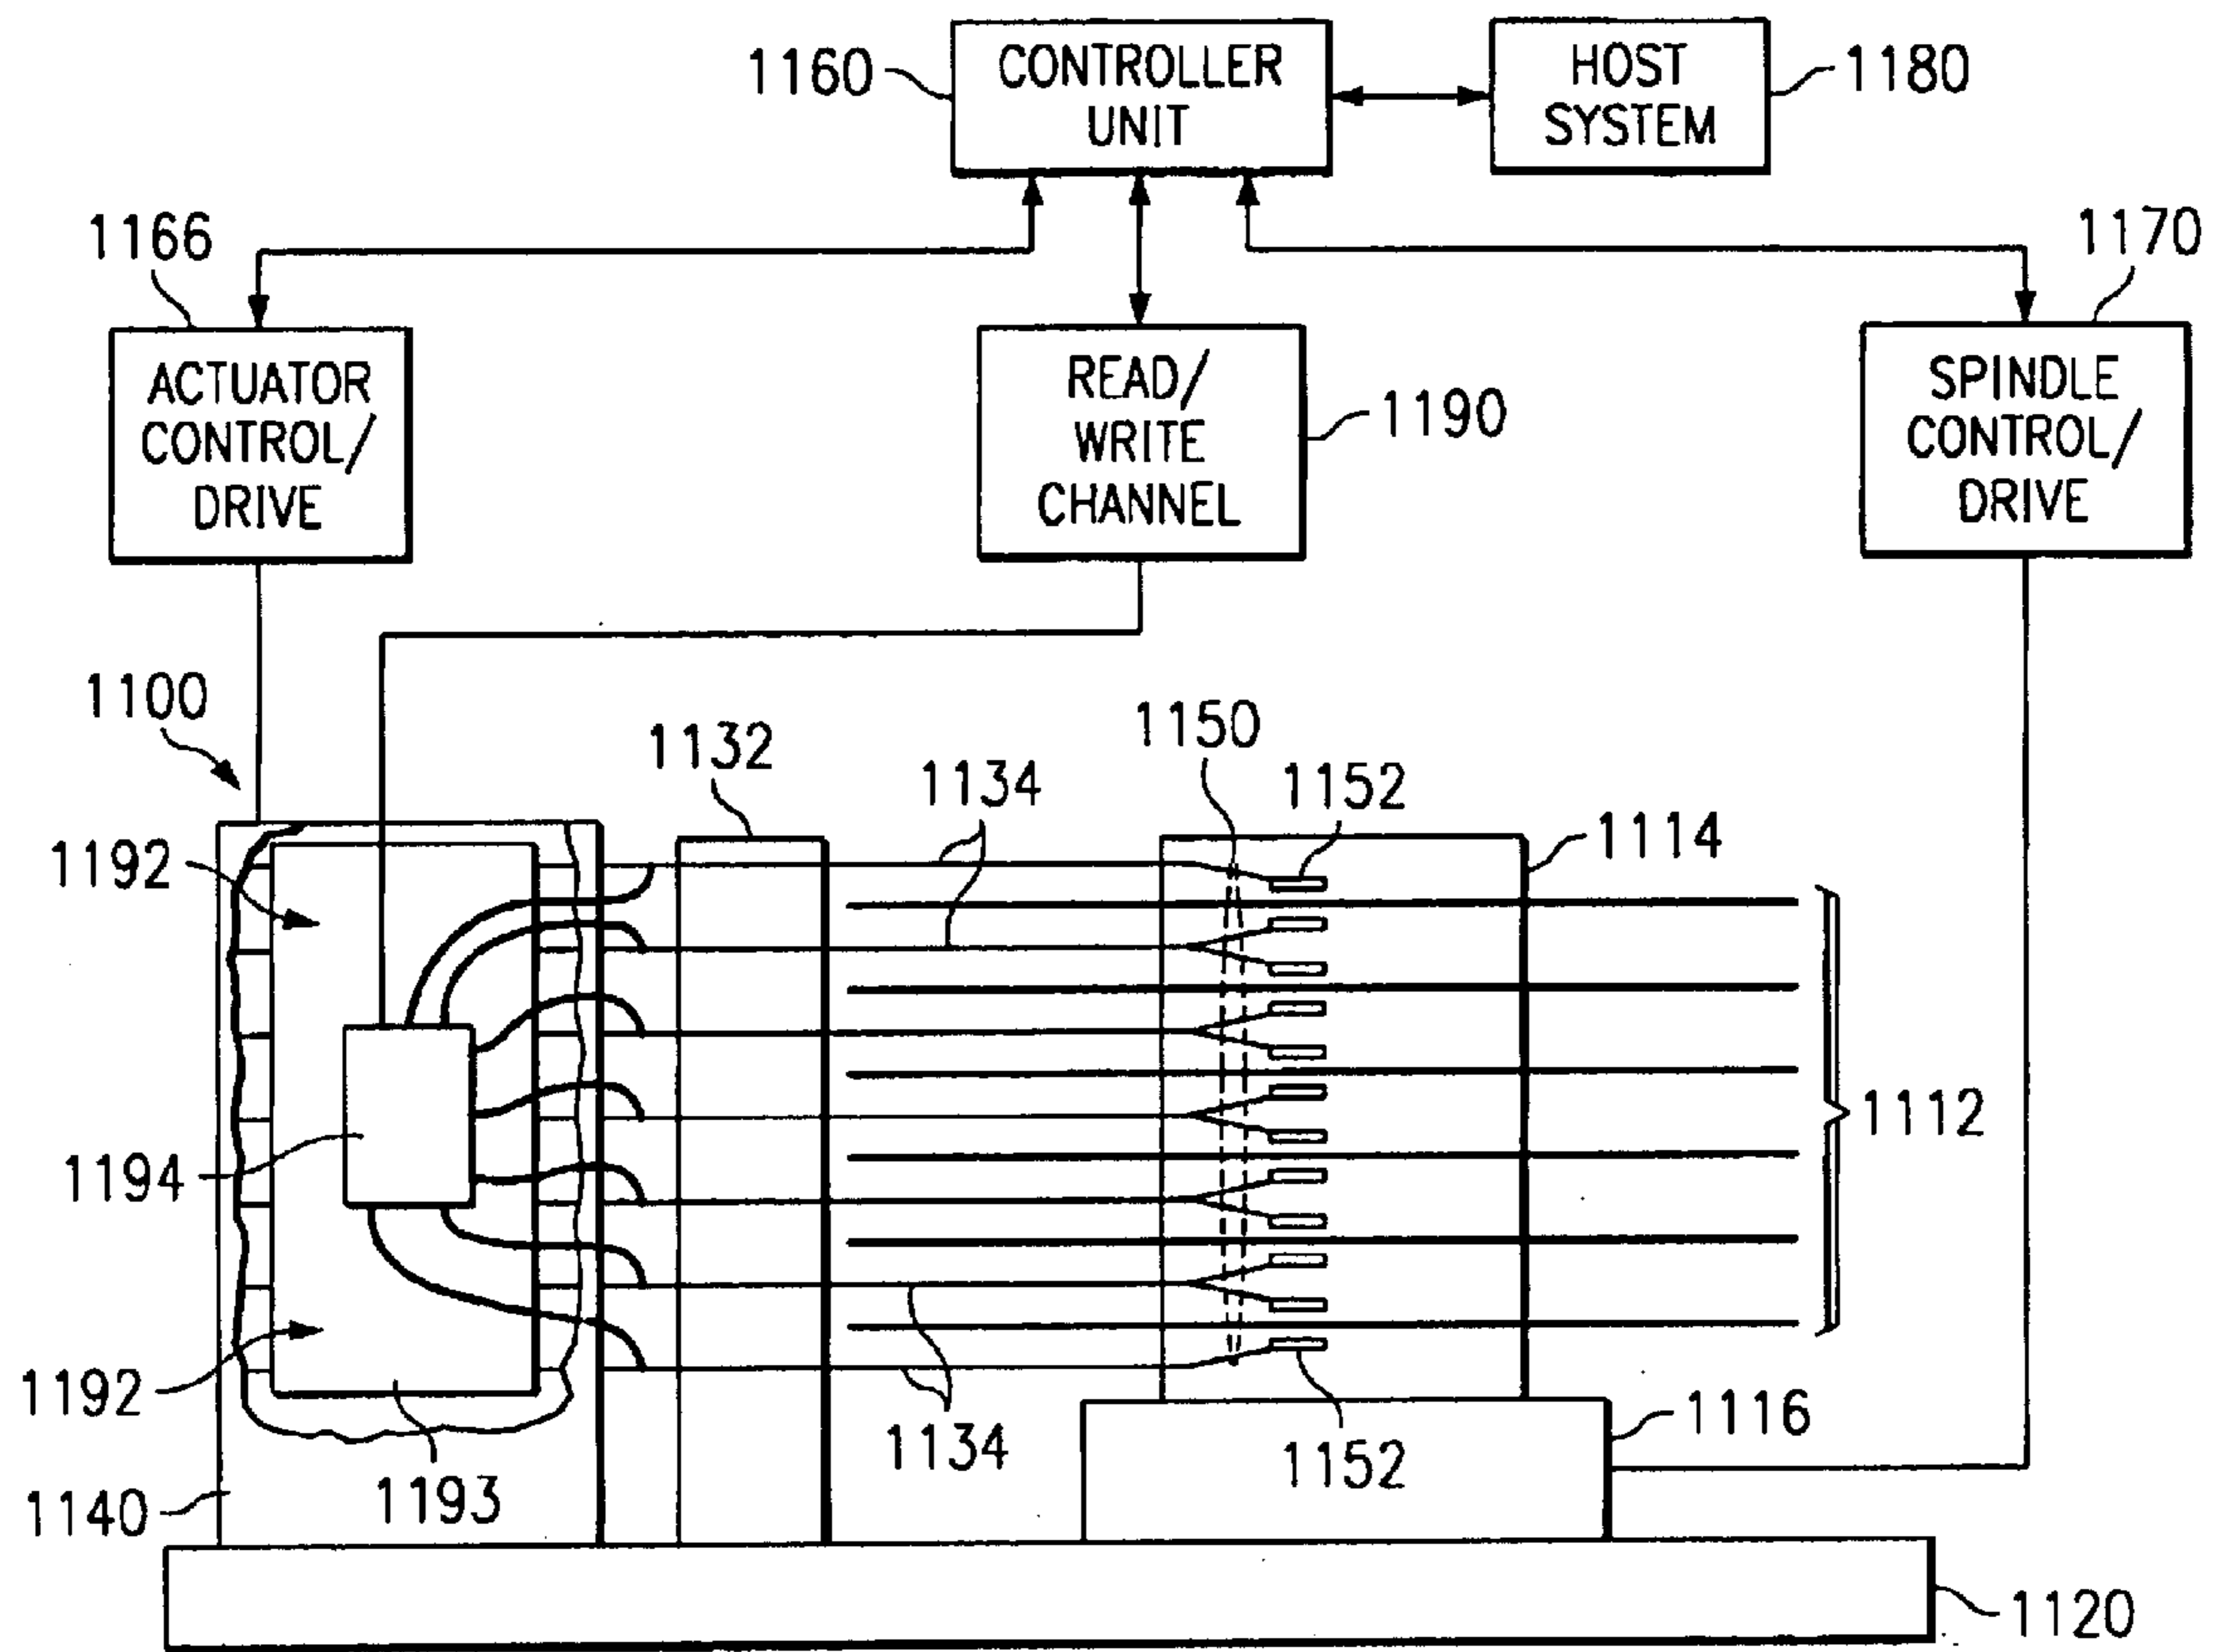 1160
CONTROLLER
UNIT
HOST
SYSTEM
1180
1166
1170
ACTUATOR
CONTROL/
DRIVE
READ/
WRITE
CHANNEL
1190
SPINDLE
CONTROL/
DRIVE
1100
1132
1134
1150
1152
1114
1192
1112
1194
1192
1193
1134
1152
1116
1140
1120